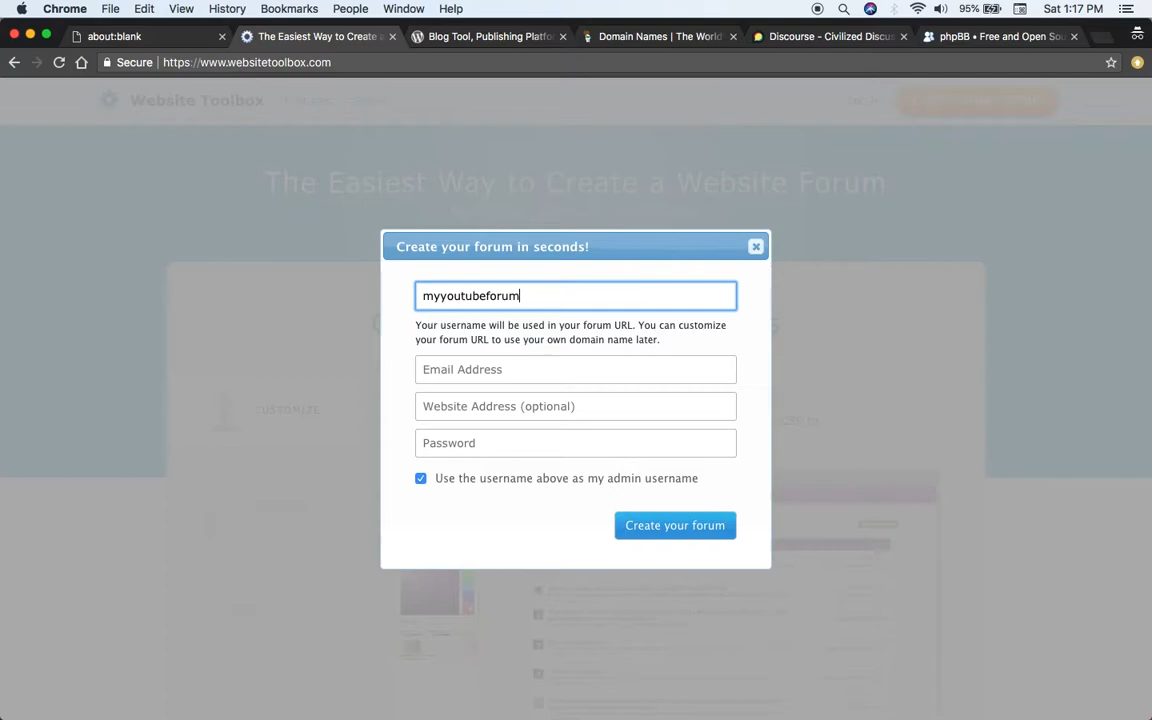 Chrome File Edit View History Bookmarks People Window Help 95% Sat 1:17 PM
about:blank The Easiest Way to Create a Blog Tool, Publishing Platfo Domain Names | The World' Discourse - Civilized Discus phpBB • Free and Open Sou
Secure https://www.websitetoolbox.com
Website Toolbox
The Easiest Way to Create a Website Forum
Create your forum in seconds!
myyoutubeforum
Your username will be used in your forum URL. You can customize
your forum URL to use your own domain name later.
Email Address
Website Address (optional)
CUSTOMIZE
Password
Use the username above as my admin username
Create your forum